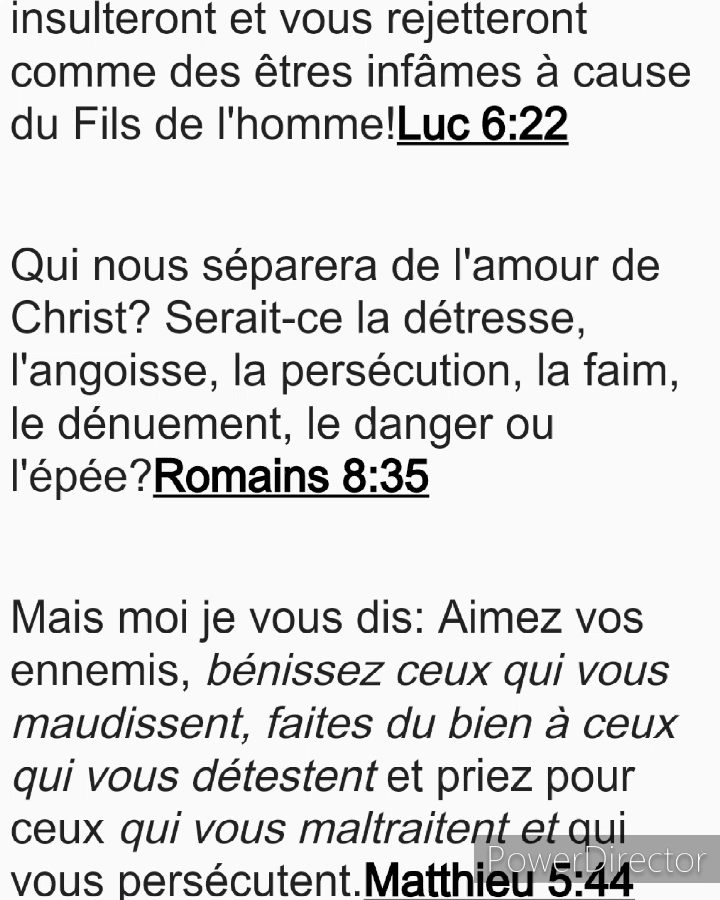 insulteront et vous rejetteront
comme des êtres infâmes à cause
du Fils de l'homme!Luc 6:22
Qui nous séparera de l'amour de
Christ? Serait-ce la détresse,
l'angoisse, la persécution, la faim,
le dénuement, le danger ou
l'épée?Romains 8:35
Mais moi je vous dis: Aimez vos
ennemis, bénissez ceux qui vous
maudissent, faites du bien à ceux
qui vous détestent et priez pour
ceux qui vous maltraitent et qui
PowerDirector
vous persécutent.Matthieu 5:44